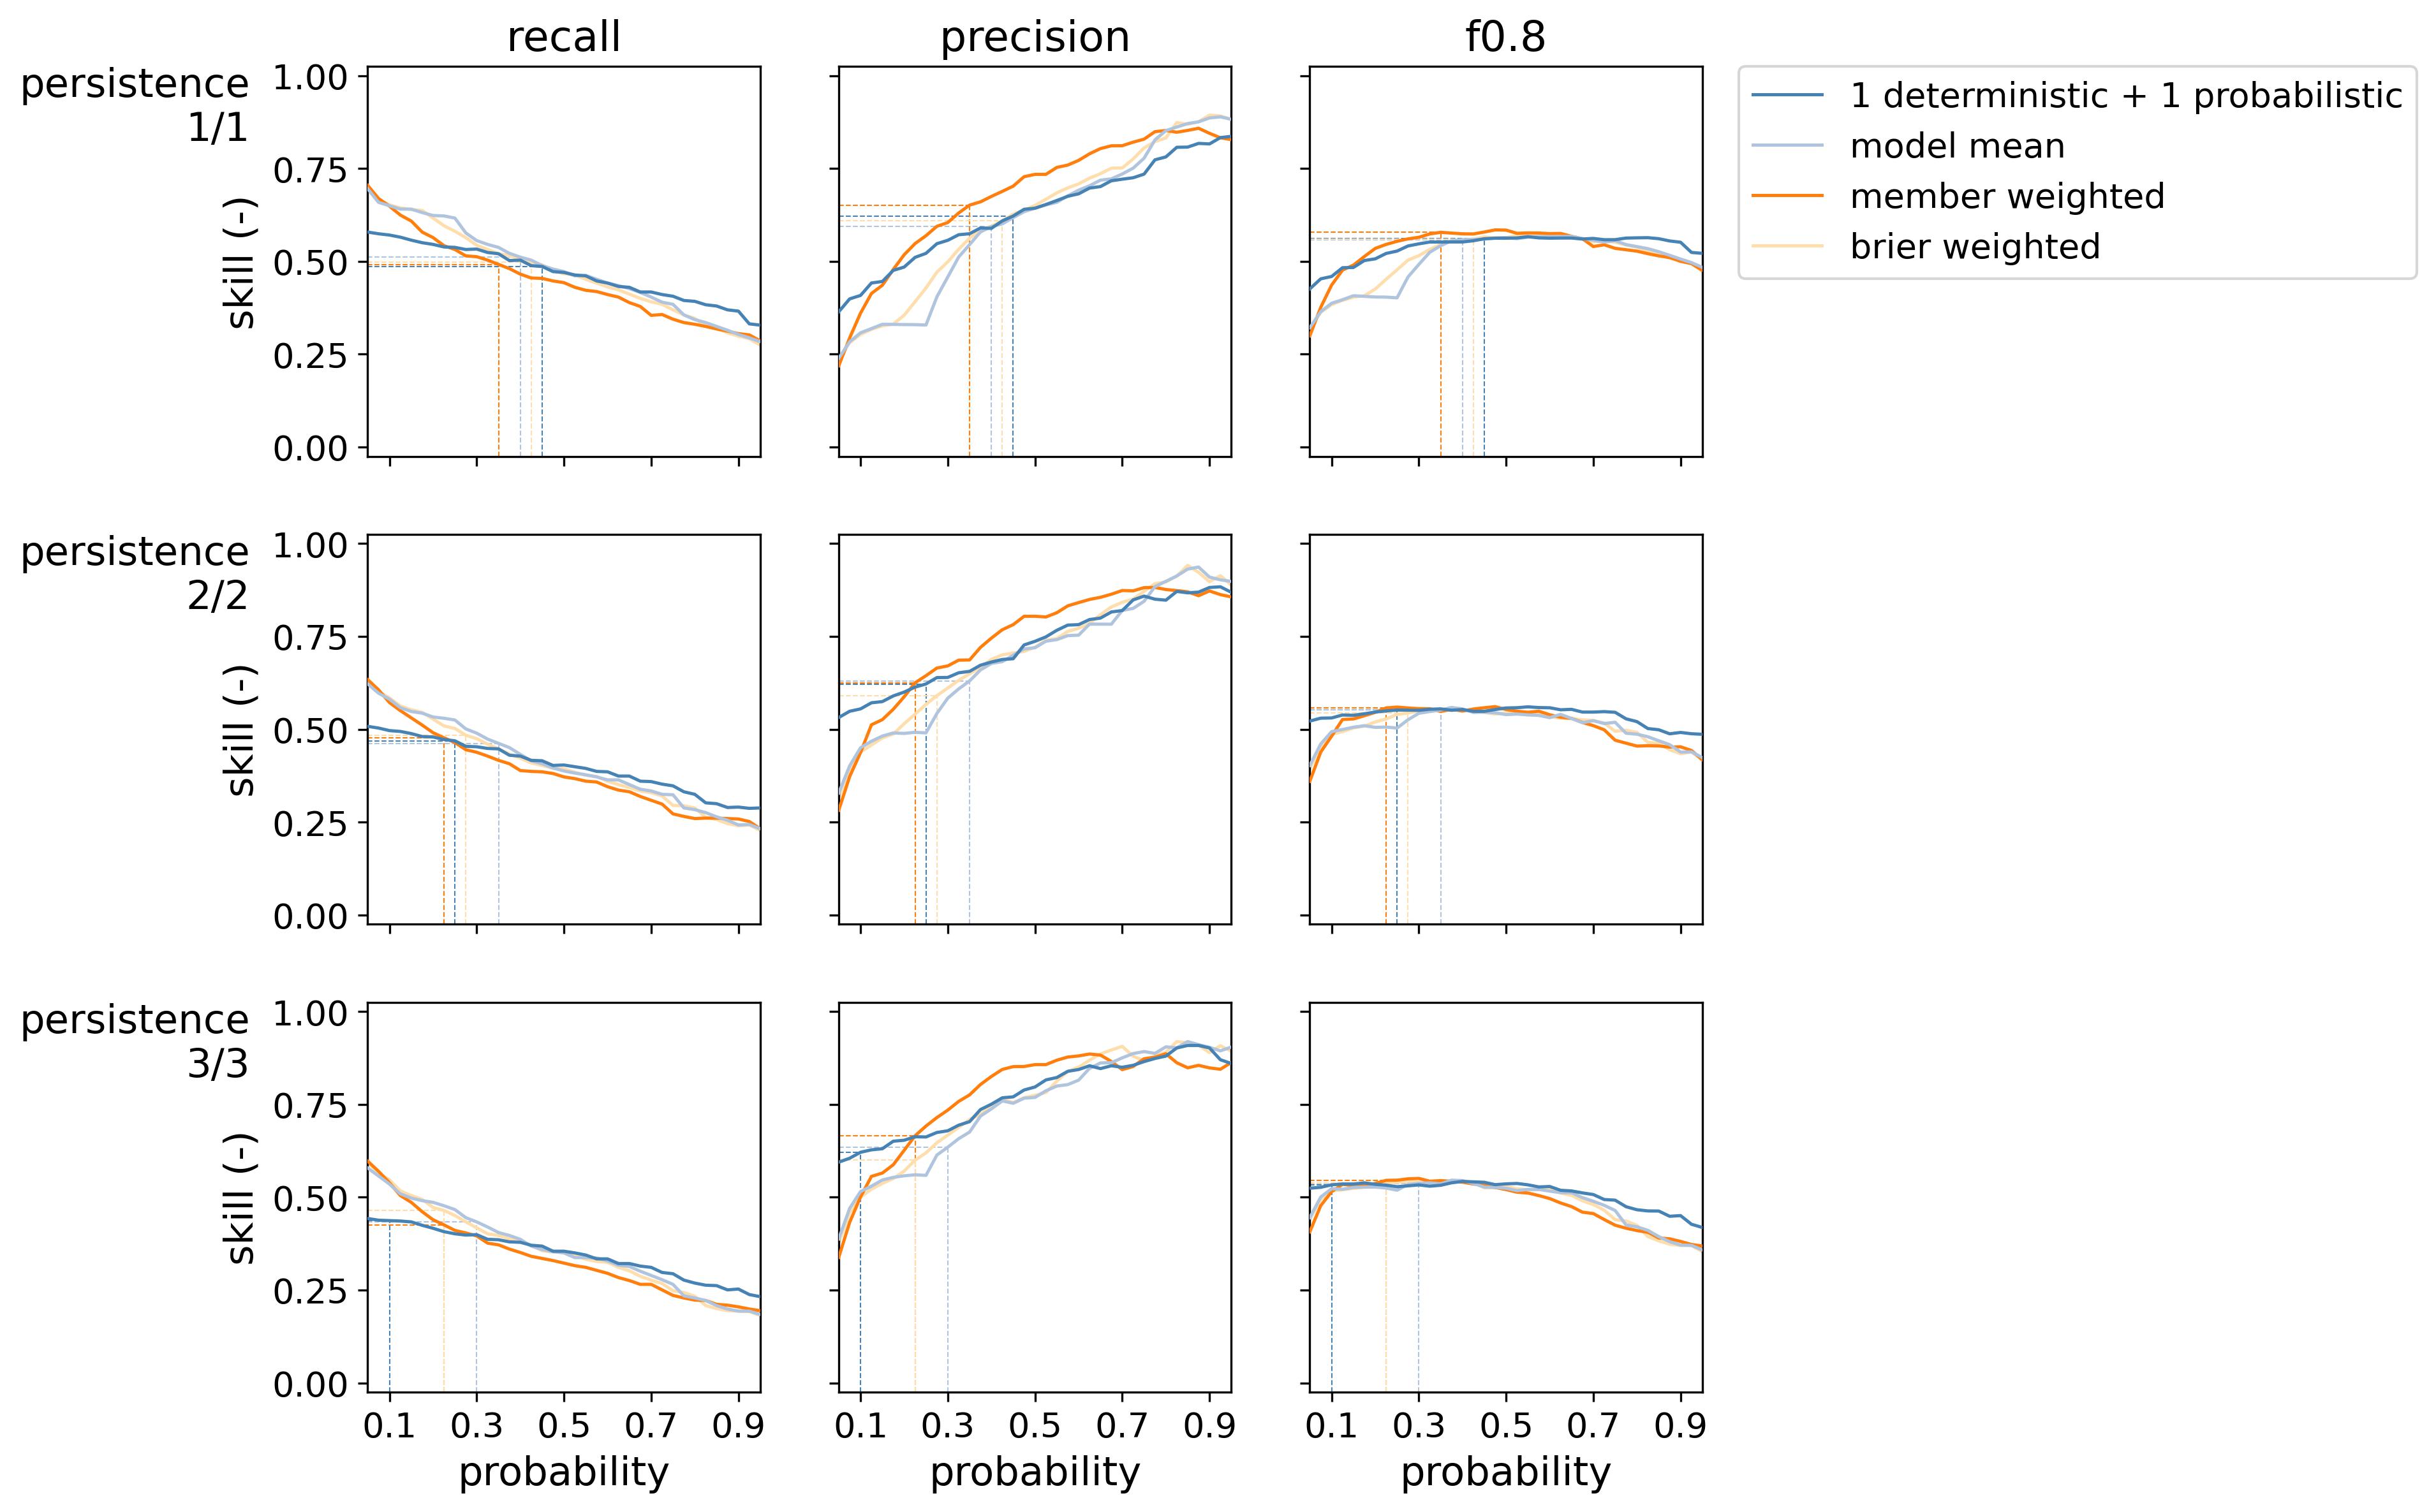 recall
precision
f0.8
persistence
1/1
1.00
0.75
0.50
0.25
0.00
skill (-)
1 deterministic + 1 probabilistic
model mean
member weighted
brier weighted
persistence
2/2
1.00
0.75
0.50
0.25
0.00
skill (-)
persistence
3/3
1.00
0.75
0.50
0.25
0.00
skill (-)
0.1 0.3 0.5 0.7 0.9
0.1 0.3 0.5 0.7 0.9
0.1 0.3 0.5 0.7 0.9
probability
probability
probability